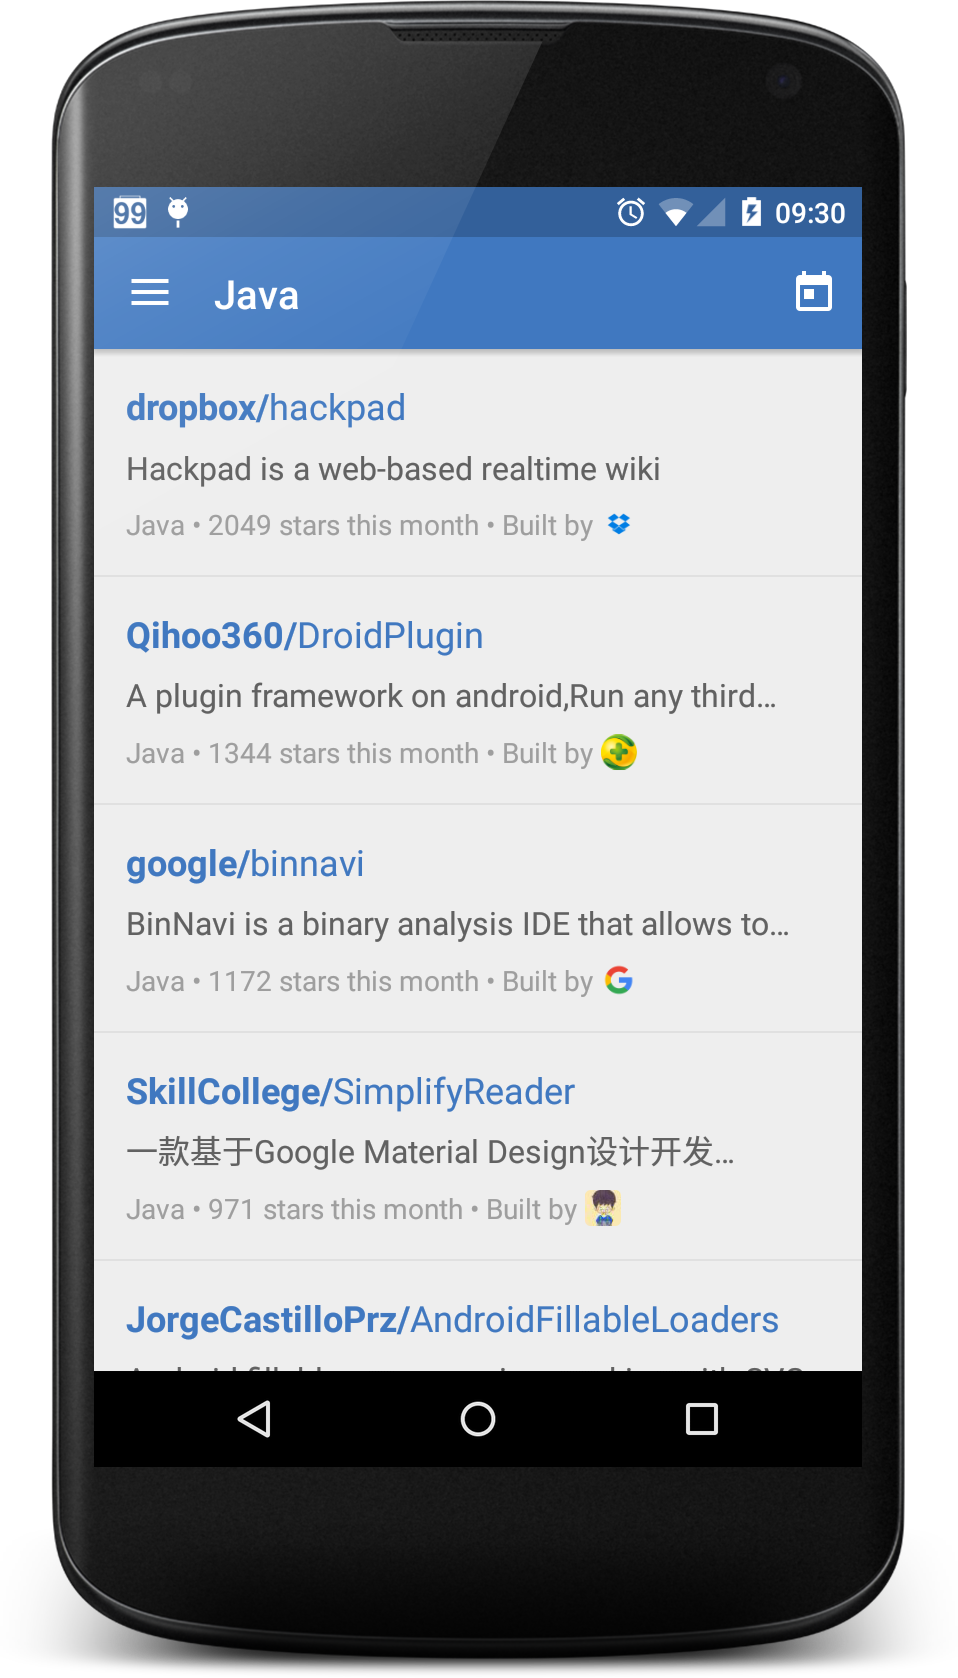 99
09:30
Java
dropbox/hackpad
Hackpad is a web-based realtime wiki
Java • 2049 stars this month • Built by
Qihoo360/DroidPlugin
A plugin framework on android,Run any third...
Java • 1344 stars this month • Built by
google/binnavi
BinNavi is a binary analysis IDE that allows to...
Java • 1172 stars this month • Built by
SkillCollege/SimplifyReader
一款基于Google Material Design设计开发...
Java • 971 stars this month • Built by
JorgeCastilloPrz/AndroidFillableLoaders